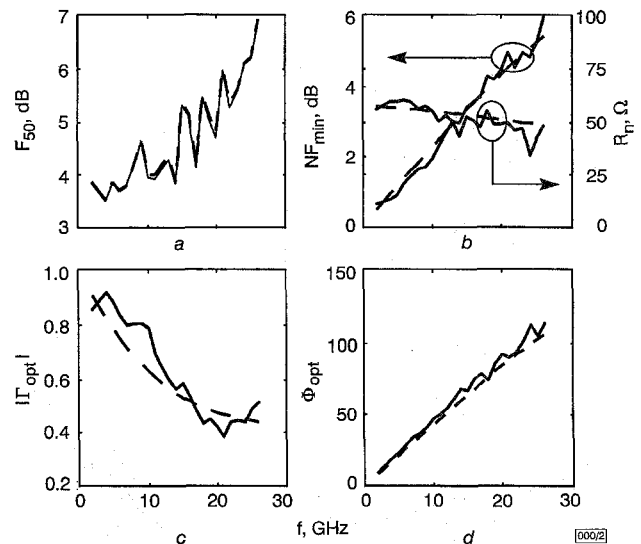 7
6
5
4
3
F50, dB
a
6
4
2
0
NFmin, dB
100
75
50
25
0
Rn, Ω
b
1.0
0.8
0.6
0.4
0.2
|Γopt|
0 10 20 30
c
150
100
50
0
Φopt
0 10 20 30
d
f, GHz
000/2